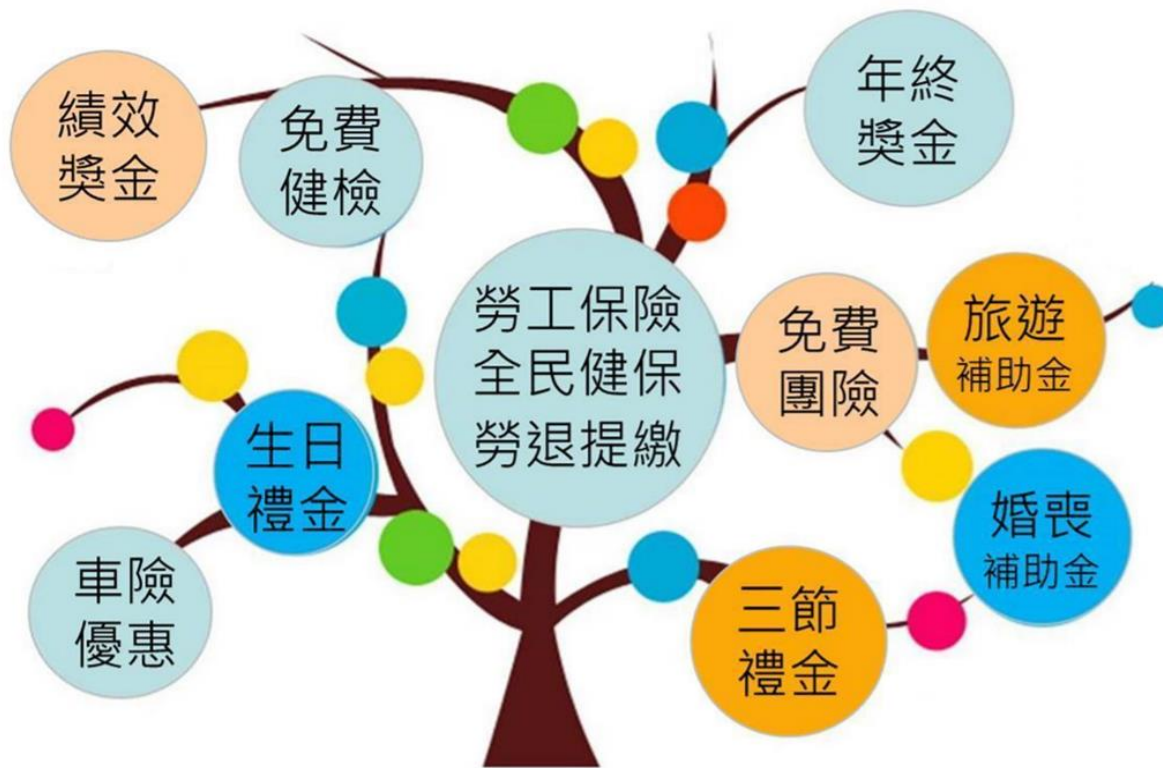 績效
獎金
免費
健檢
年終
獎金
勞工保險
全民健保
勞退提繳
免費
團險
旅遊
補助金
生日
禮金
婚喪
補助金
車險
優惠
三節
禮金